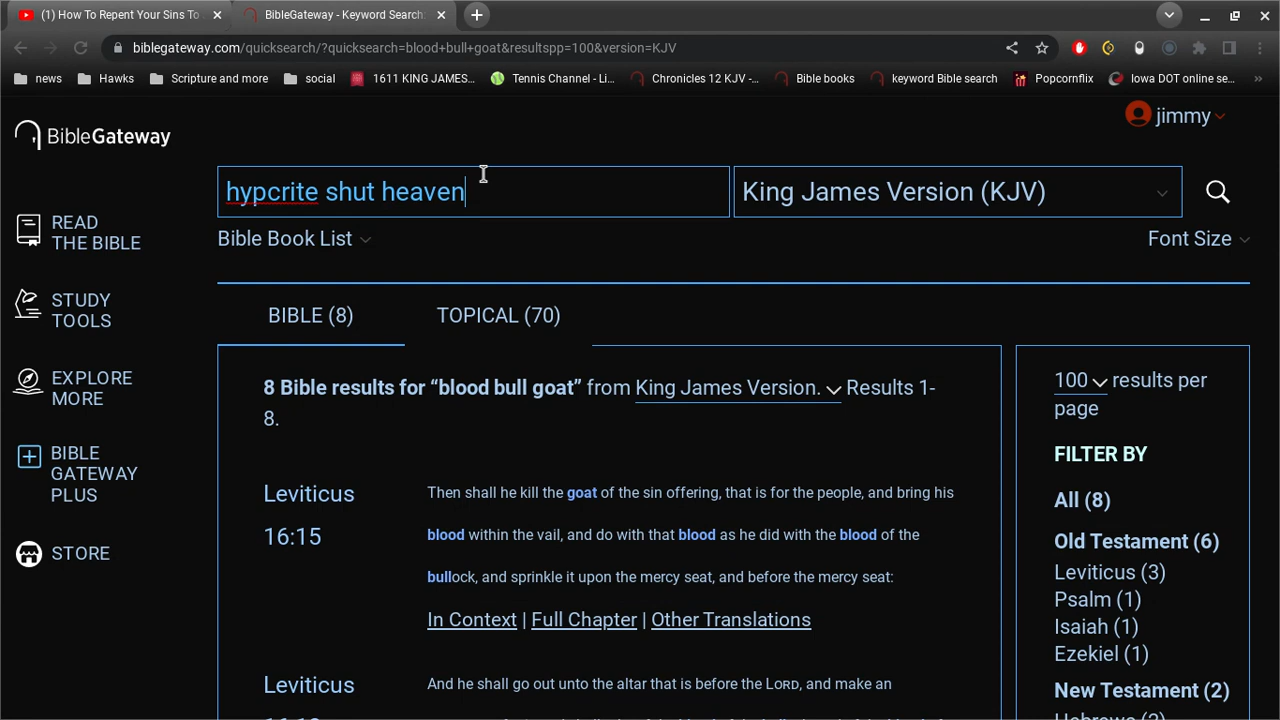 (1) How To Repent Your Sins To
BibleGateway - Keyword Search:
biblegateway.com/quicksearch/?quicksearch=blood+bull+goat&resultspp=100&version=KJV
news
Hawks
Scripture and more
social
1611 KING JAMES...
Tennis Channel - Li...
Chronicles 12 KJV -...
Bible books
keyword Bible search
Popcornflix
Iowa DOT online se...
»
BibleGateway
jimmy
hypcrite shut heaven
King James Version (KJV)
Bible Book List
Font Size
READ
THE BIBLE
STUDY
TOOLS
EXPLORE
MORE
BIBLE
GATEWAY
PLUS
STORE
BIBLE (8)
TOPICAL (70)
8 Bible results for “blood bull goat” from King James Version. Results 1-
8.
Leviticus
16:15
Then shall he kill the goat of the sin offering, that is for the people, and bring his
blood within the vail, and do with that blood as he did with the blood of the
bullock, and sprinkle it upon the mercy seat, and before the mercy seat:
In Context | Full Chapter | Other Translations
Leviticus
And he shall go out unto the altar that is before the LORD, and make an
100 results per
page
FILTER BY
All (8)
Old Testament (6)
Leviticus (3)
Psalm (1)
Isaiah (1)
Ezekiel (1)
New Testament (2)